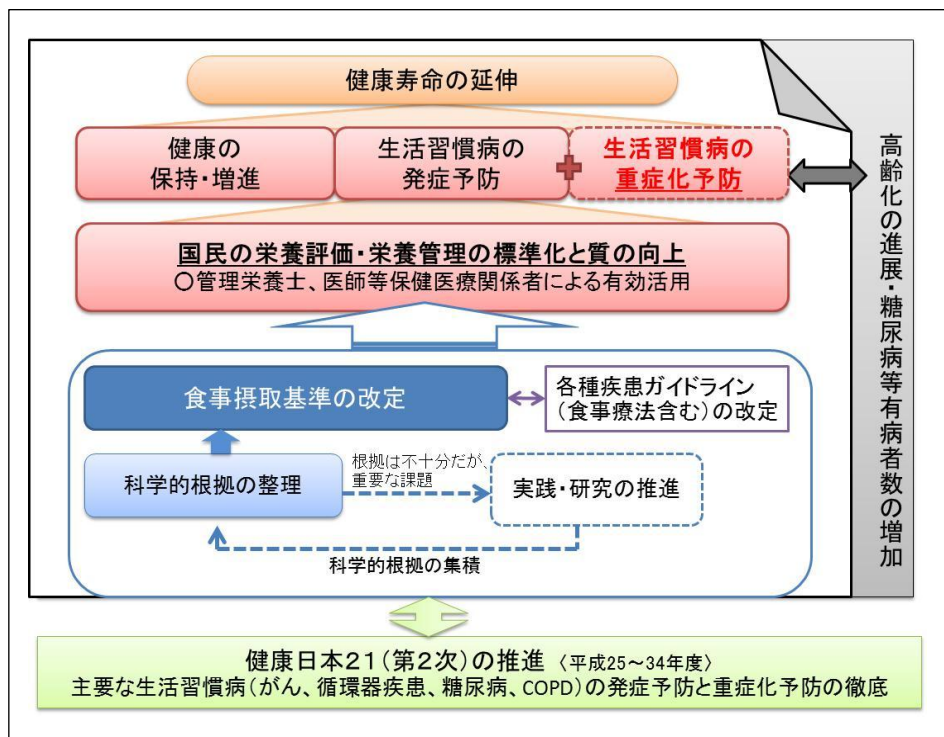 健康寿命の延伸
健康の
保持・増進
生活習慣病の
発症予防
生活習慣病の
重症化予防
国民の栄養評価・栄養管理の標準化と質の向上
〇管理栄養士、医師等保健医療関係者による有効活用
食事摂取基準の改定
各種疾患ガイドライン
(食事療法含む)の改定
科学的根拠の整理
根拠は不十分だが、
重要な課題
実践・研究の推進
科学的根拠の集積
高齢化の進展・糖尿病等有病者数の増加
健康日本21(第2次)の推進 〈平成25~34年度〉
主要な生活習慣病(がん、循環器疾患、糖尿病、COPD)の発症予防と重症化予防の徹底